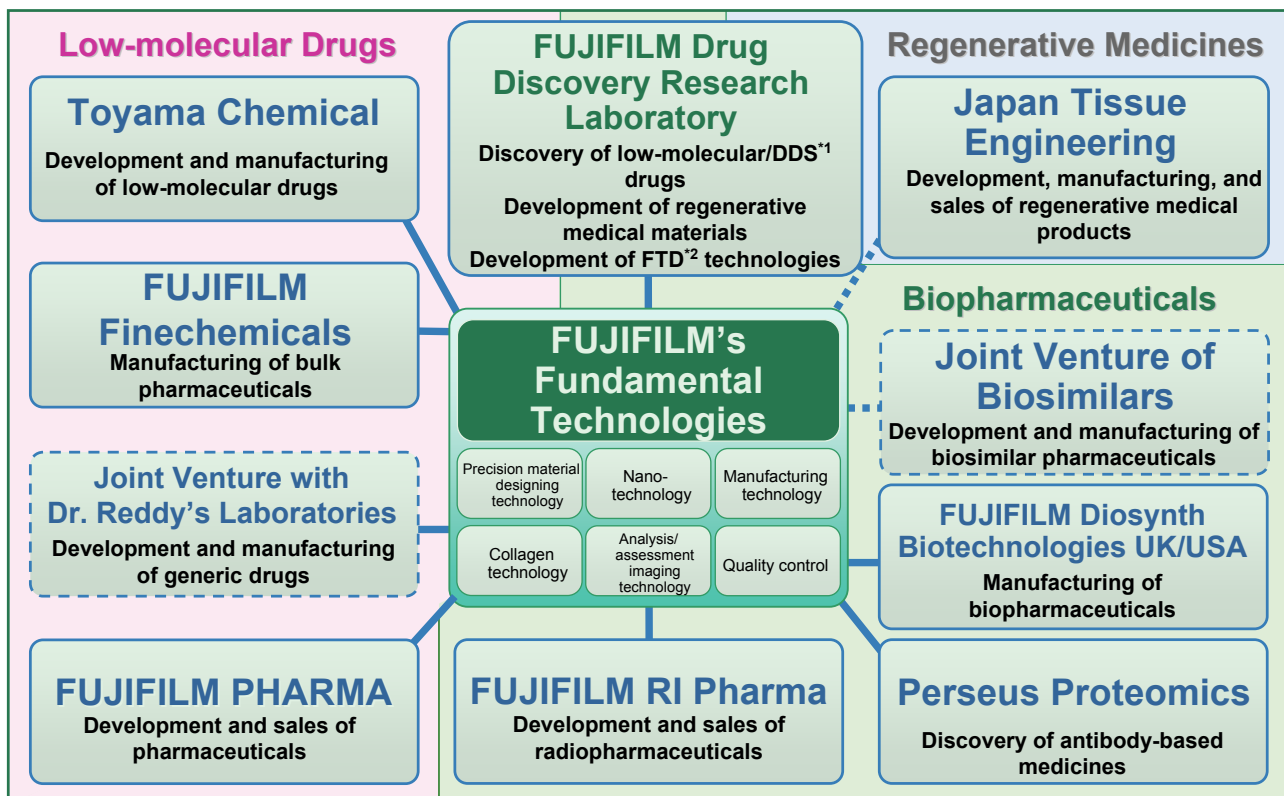 Low-molecular Drugs
Toyama Chemical
Development and manufacturing
of low-molecular drugs
FUJIFILM
Finechemicals
Manufacturing of bulk
pharmaceuticals
Joint Venture with
Dr. Reddy's Laboratories
Development and manufacturing
of generic drugs
FUJIFILM PHARMA
Development and sales of
pharmaceuticals
FUJIFILM Drug
Discovery Research
Laboratory
Discovery of low-molecular/DDS*1
drugs
Development of regenerative
medical materials
Development of FTD*2 technologies
FUJIFILM's
Fundamental
Technologies
Precision material
designing
technology
Nano-
technology
Manufacturing
technology
Collagen
technology
Analysis/
assessment
imaging
technology
Quality control
FUJIFILM RI Pharma
Development and sales of
radiopharmaceuticals
Regenerative Medicines
Japan Tissue
Engineering
Development, manufacturing, and
sales of regenerative medical
products
Biopharmaceuticals
Joint Venture of
Biosimilars
Development and manufacturing of
biosimilar pharmaceuticals
FUJIFILM Diosynth
Biotechnologies UK/USA
Manufacturing of
biopharmaceuticals
Perseus Proteomics
Discovery of antibody-based
medicines